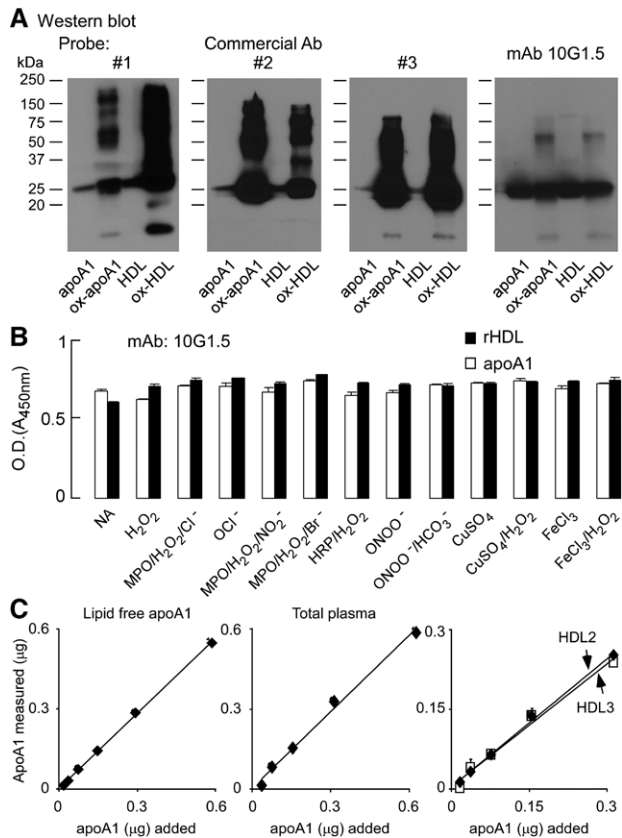 A Western blot
Probe: Commercial Ab
kDa #1 #2 #3 mAb 10G1.5
250
150
75
50
37
25
20
apoA1 ox-apoA1 HDL ox-HDL apoA1 ox-apoA1 HDL ox-HDL apoA1 ox-apoA1 HDL ox-HDL apoA1 ox-apoA1 HDL ox-HDL
B mAb: 10G1.5
rHDL
apoA1
O.D.(A450nm)
1
0.5
0
NA
H2O2
MPO/H2O2/Cl−
OCl−
MPO/H2O2/NO2−
MPO/H2O2/Br−
HRP/H2O2
ONOO−
ONOO−/HCO3−
CuSO4
CuSO4/H2O2
FeCl3
FeCl3/H2O2
C Lipid free apoA1 Total plasma
ApoA1 measured (μg)
0.6
0.3
0
0 0.3 0.6
apoA1 (μg) added
0.6
0.3
0
0 0.3 0.6
apoA1 (μg) added
0.3
0.15
0
HDL2
HDL3
0 0.15 0.3
apoA1 (μg) added